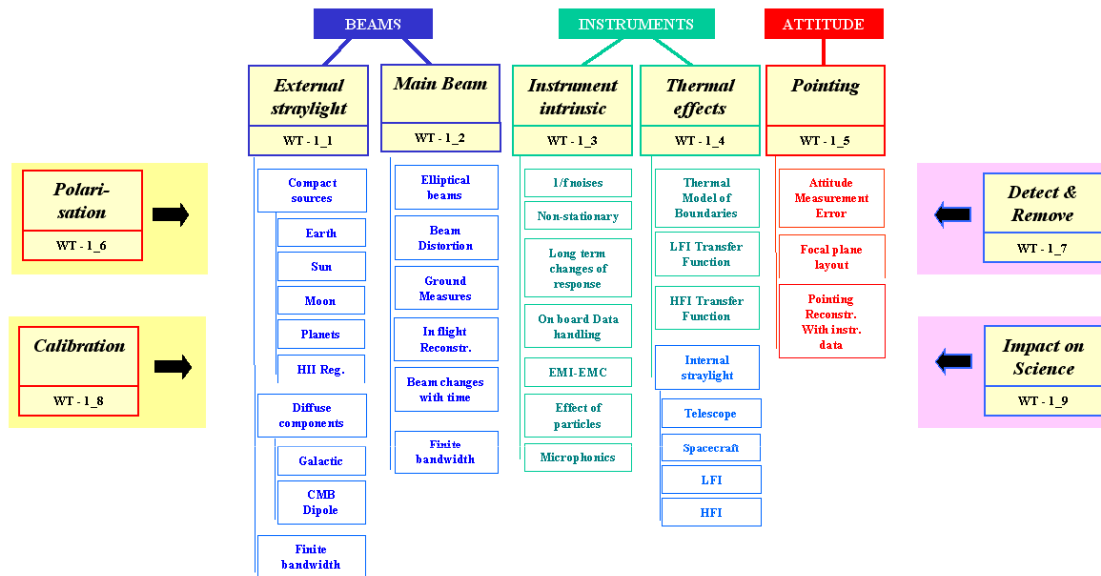 BEAMS
INSTRUMENTS
ATTITUDE
External
straylight
WT - 1_1
Main Beam
WT - 1_2
Instrument
intrinsic
WT - 1_3
Thermal
effects
WT - 1_4
Pointing
WT - 1_5
Polari-
sation
WT - 1_6
Calibration
WT - 1_8
Compact
sources
Earth
Sun
Moon
Planets
HII Reg.
Diffuse
components
Galactic
CMB
Dipole
Finite
bandwidth
Elliptical
beams
Beam
Distortion
Ground
Measures
In flight
Reconstr.
Beam changes
with time
Finite
bandwidth
1/f noises
Non-stationary
Long term
changes of
response
On board Data
handling
EMI-EMC
Effect of
particles
Microphonics
Thermal
Model of
Boundaries
LFI Transfer
Function
HFI Transfer
Function
Internal
straylight
Telescope
Spacecraft
LFI
HFI
Attitude
Measurement
Error
Focal plane
layout
Pointing
Reconstr.
With instr.
data
Detect &
Remove
WT - 1_7
Impact on
Science
WT - 1_9